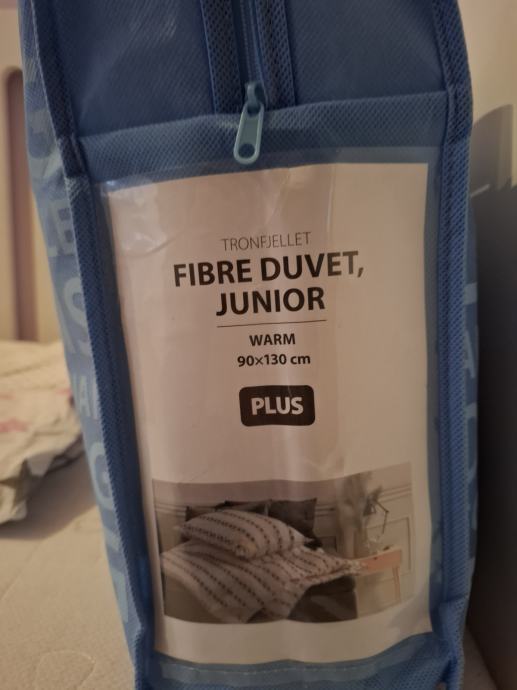 TRONFJELLET
FIBRE DUVET,
JUNIOR
WARM
90×130 cm
PLUS